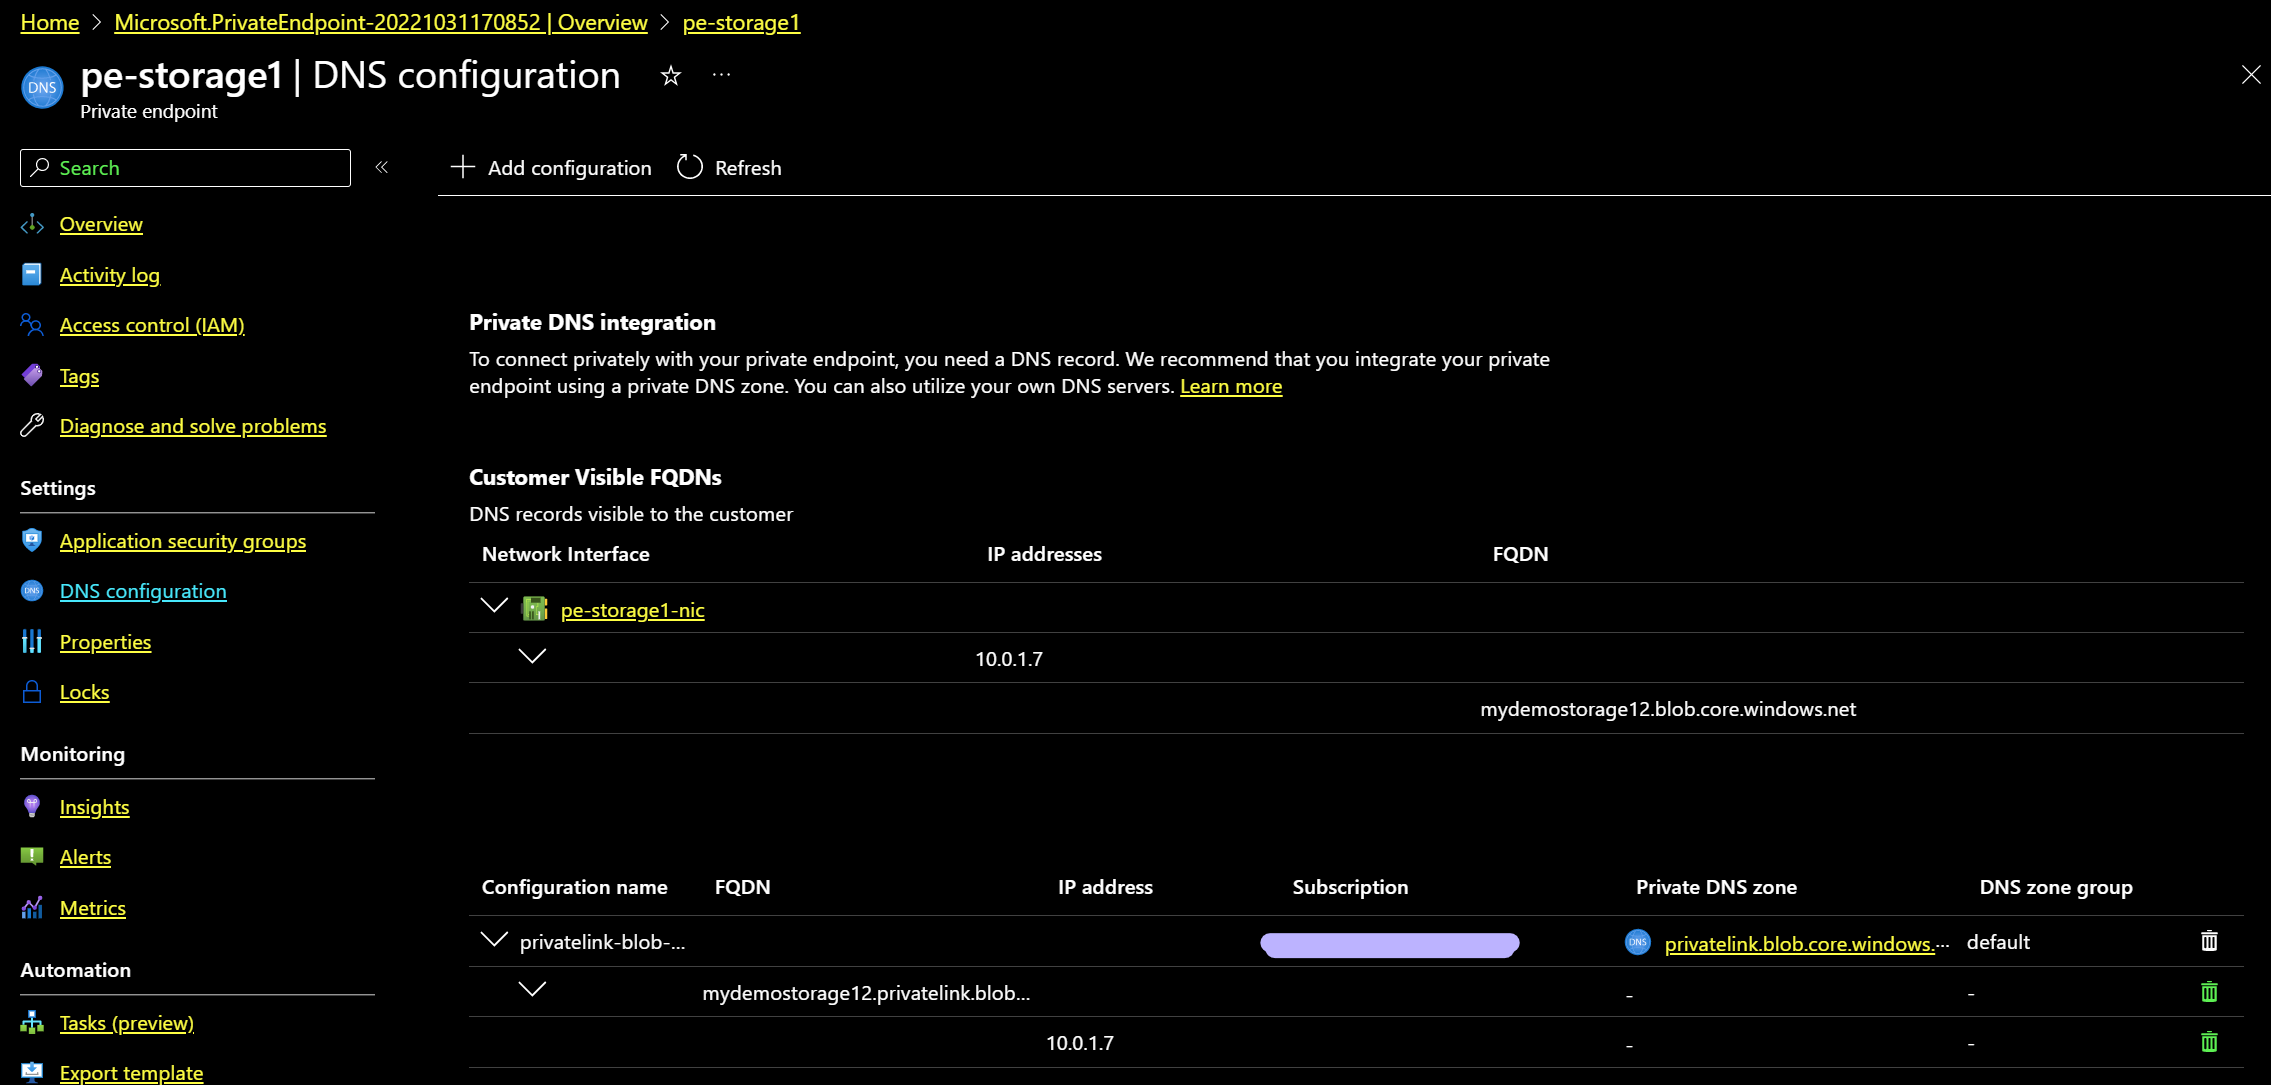 Home > Microsoft.PrivateEndpoint-20221031170852 | Overview > pe-storage1
DNS
pe-storage1 | DNS configuration
Private endpoint
Search
Overview
Activity log
Access control (IAM)
Tags
Diagnose and solve problems
Settings
Application security groups
DNS DNS configuration
Properties
Locks
Monitoring
Insights
Alerts
Metrics
Automation
Tasks (preview)
Export template
Add configuration Refresh
Private DNS integration
To connect privately with your private endpoint, you need a DNS record. We recommend that you integrate your private
endpoint using a private DNS zone. You can also utilize your own DNS servers. Learn more
Customer Visible FQDNs
DNS records visible to the customer
Network Interface IP addresses FQDN
pe-storage1-nic
10.0.1.7
mydemostorage12.blob.core.windows.net
Configuration name FQDN IP address Subscription Private DNS zone DNS zone group
privatelink-blob-... DNS privatelink.blob.core.windows.... default
mydemostorage12.privatelink.blob... - -
10.0.1.7 - -